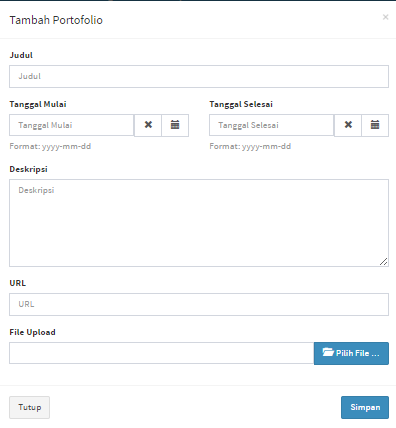 Tambah Portofolio ×
Judul
Judul
Tanggal Mulai Tanggal Selesai
Tanggal Mulai Tanggal Selesai
Format: yyyy-mm-dd Format: yyyy-mm-dd
Deskripsi
Deskripsi
URL
URL
File Upload
Pilih File ...
Tutup Simpan